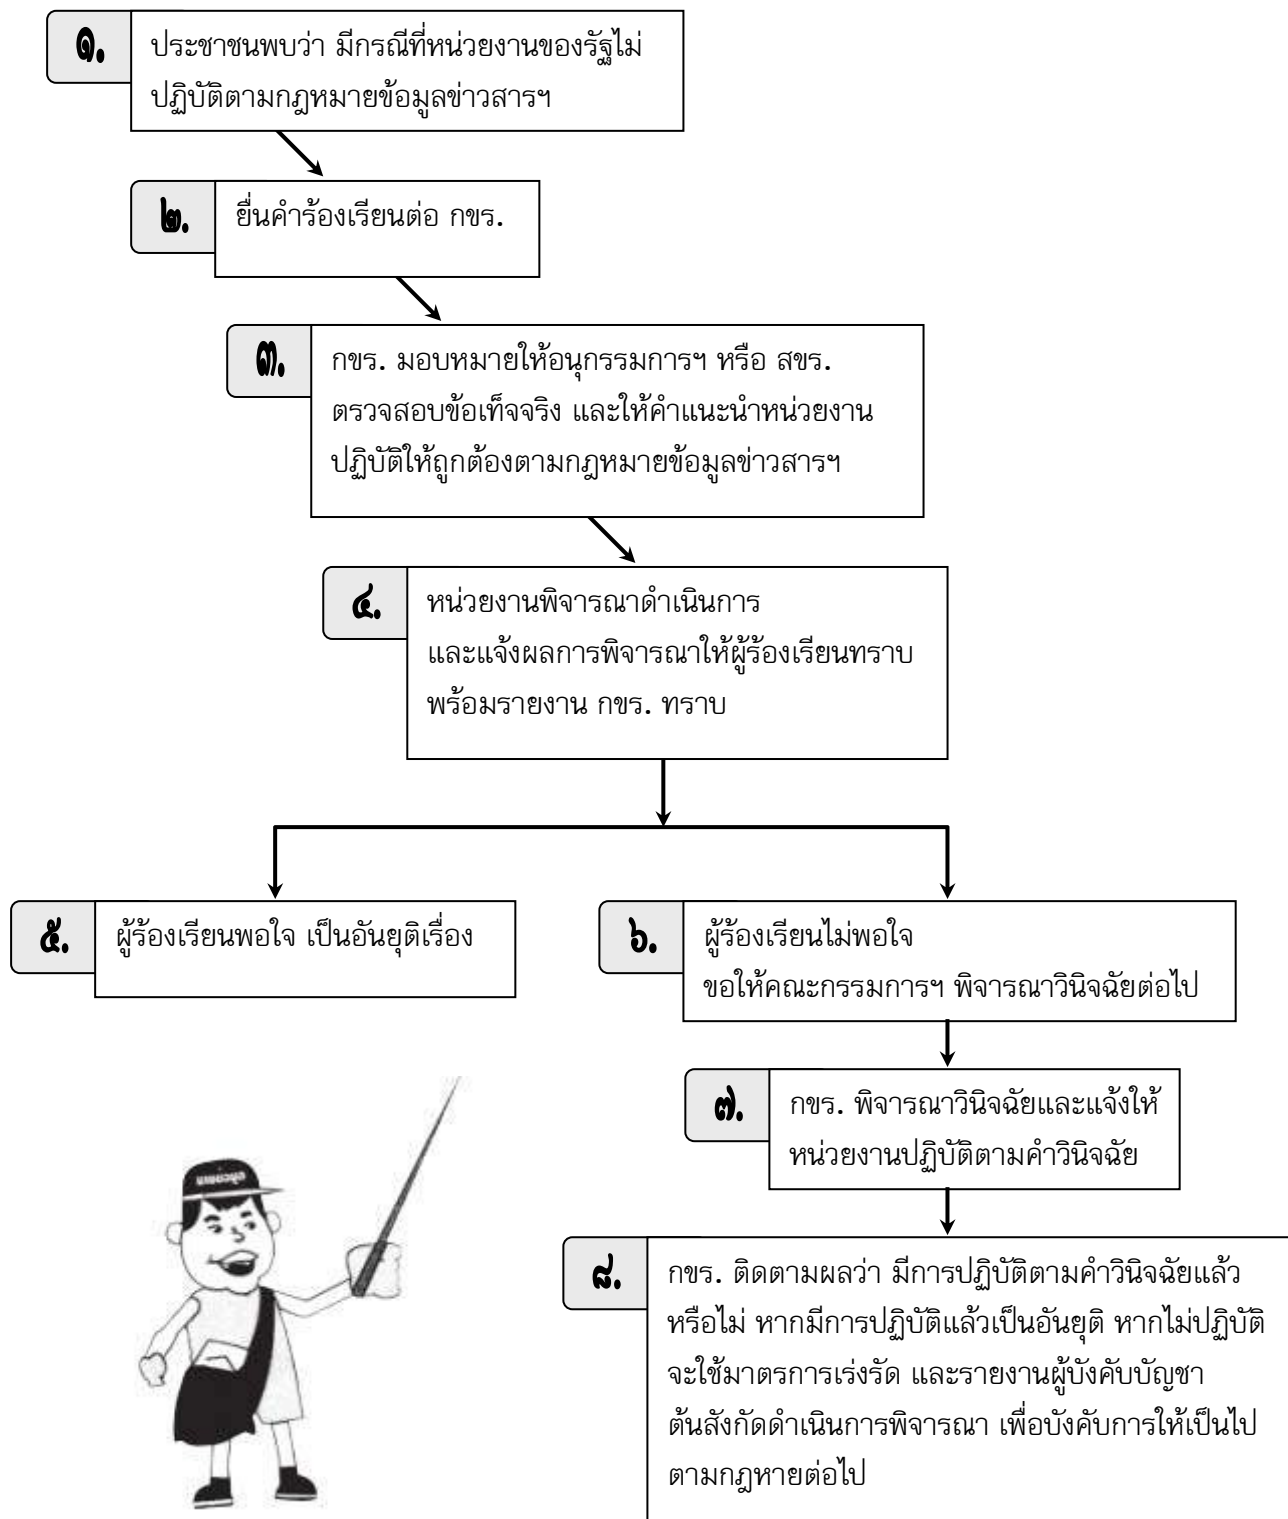 ๑.
ประชาชนพบว่า มีกรณีที่หน่วยงานของรัฐไม่
ปฏิบัติตามกฎหมายข้อมูลข่าวสารฯ
๒.
ยื่นคำร้องเรียนต่อ กขร.
๓.
กขร. มอบหมายให้อนุกรรมการฯ หรือ สขร.
ตรวจสอบข้อเท็จจริง และให้คำแนะนำหน่วยงาน
ปฏิบัติให้ถูกต้องตามกฎหมายข้อมูลข่าวสารฯ
๔.
หน่วยงานพิจารณาดำเนินการ
และแจ้งผลการพิจารณาให้ผู้ร้องเรียนทราบ
พร้อมรายงาน กขร. ทราบ
๕.
ผู้ร้องเรียนพอใจ เป็นอันยุติเรื่อง
๖.
ผู้ร้องเรียนไม่พอใจ
ขอให้คณะกรรมการฯ พิจารณาวินิจฉัยต่อไป
๗.
กขร. พิจารณาวินิจฉัยและแจ้งให้
หน่วยงานปฏิบัติตามคำวินิจฉัย
๘.
กขร. ติดตามผลว่า มีการปฏิบัติตามคำวินิจฉัยแล้ว
หรือไม่ หากมีการปฏิบัติแล้วเป็นอันยุติ หากไม่ปฏิบัติ
จะใช้มาตรการเร่งรัด และรายงานผู้บังคับบัญชา
ต้นสังกัดดำเนินการพิจารณา เพื่อบังคับการให้เป็นไป
ตามกฎหายต่อไป